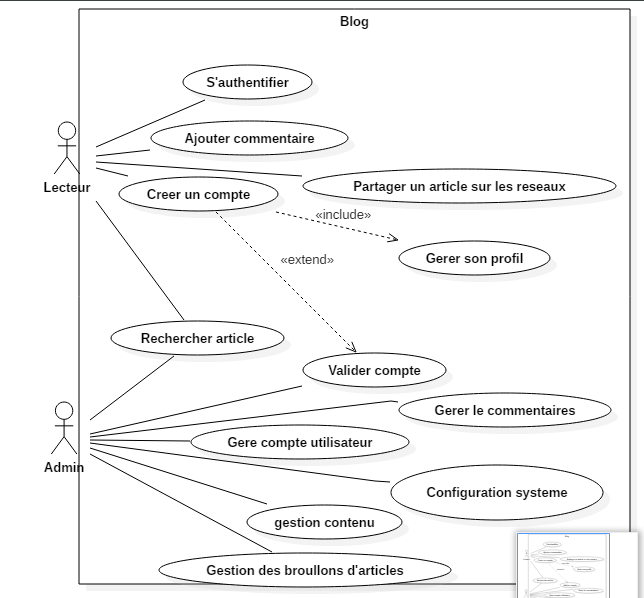 Blog
S'authentifier
Ajouter commentaire
Lecteur
Partager un article sur les reseaux
Creer un compte
«include»
Gerer son profil
«extend»
Rechercher article
Valider compte
Gerer le commentaires
Gere compte utilisateur
Admin
Configuration systeme
gestion contenu
Gestion des broullons d'articles